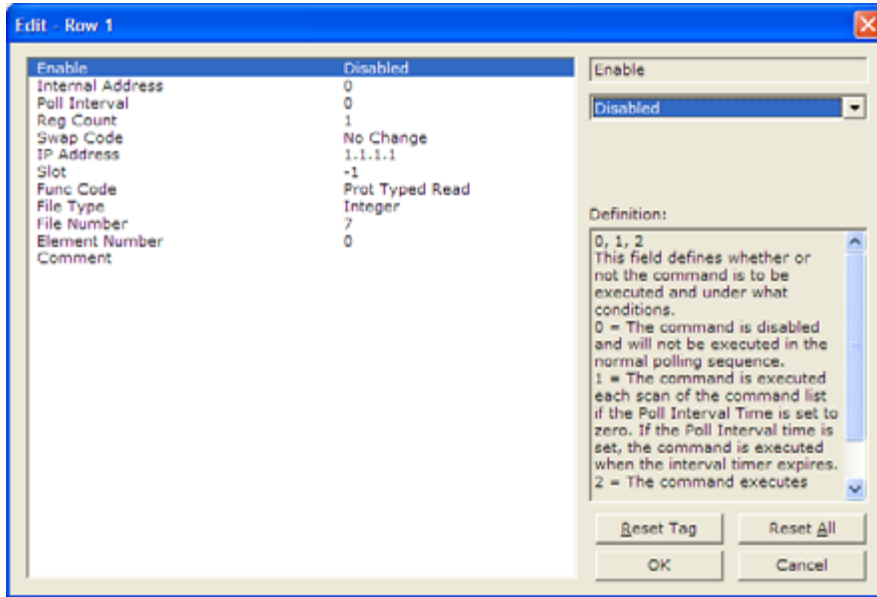 Edit - Row 1
Enable Disabled
Internal Address 0
Poll Interval 0
Reg Count 1
Swap Code No Change
IP Address 1.1.1.1
Slot -1
Func Code Prot Typed Read
File Type Integer
File Number 7
Element Number 0
Comment
Enable
Disabled
Definition:
0, 1, 2
This field defines whether or
not the command is to be
executed and under what
conditions.
0 = The command is disabled
and will not be executed in the
normal polling sequence.
1 = The command is executed
each scan of the command list
if the Poll Interval Time is set to
zero. If the Poll Interval time is
set, the command is executed
when the interval timer expires.
2 = The command executes
Reset Tag Reset All
OK Cancel